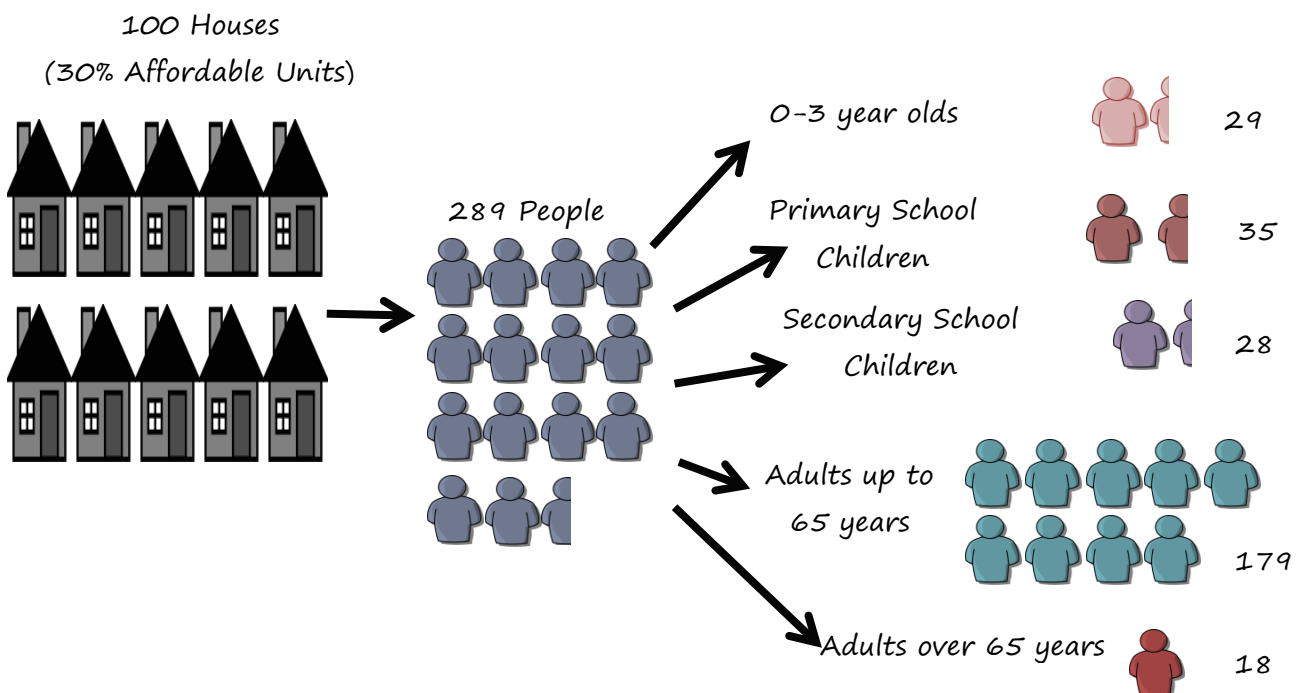 100 Houses
(30% Affordable Units)
289 People
0-3 year olds
29
Primary School
Children
35
Secondary School
Children
28
Adults up to
65 years
179
Adults over 65 years
18